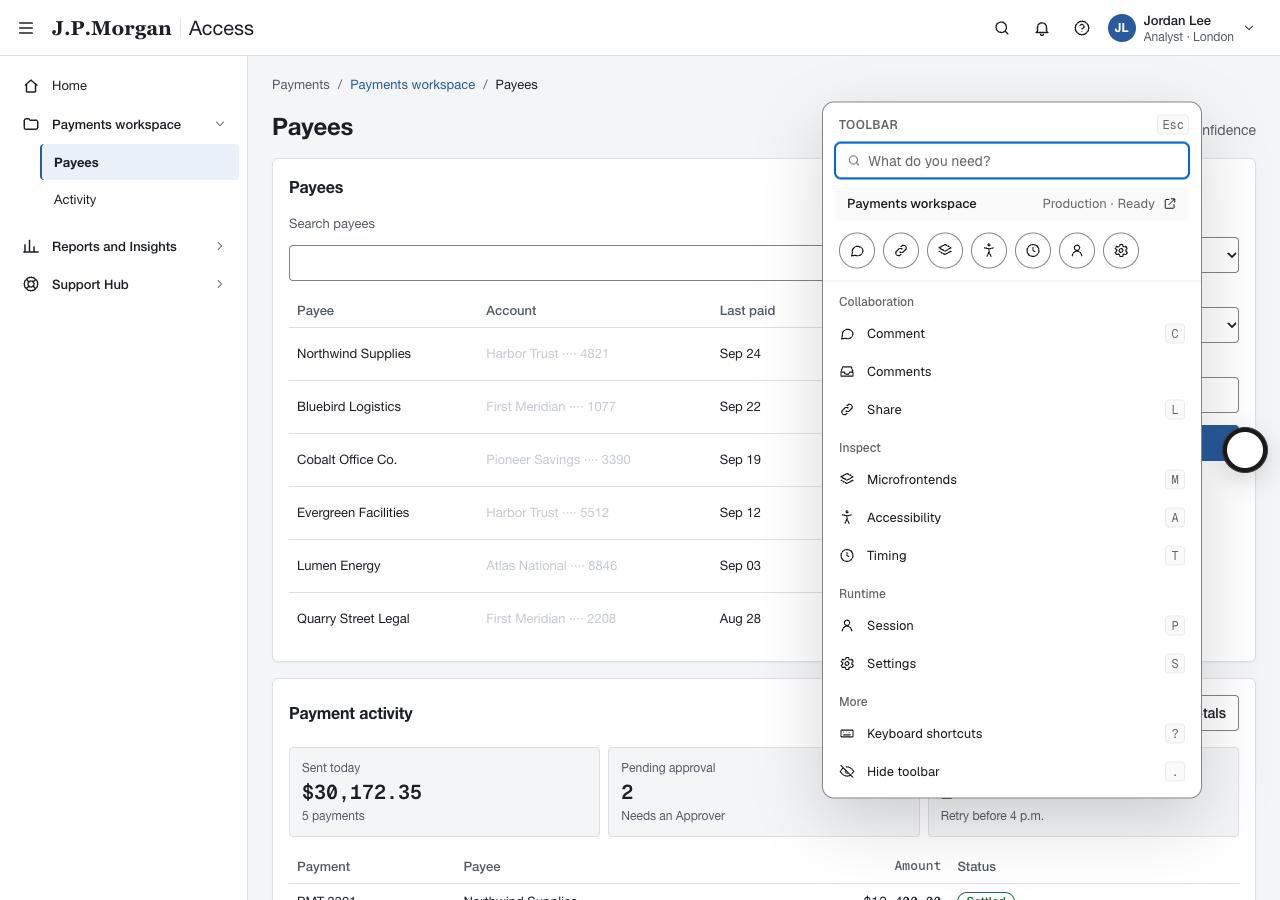 J.P.Morgan Access
JL
Jordan Lee
Analyst · London
Home
Payments workspace
Payees
Activity
Reports and Insights
Support Hub
Payments / Payments workspace / Payees
Payees
Payees
Search payees
Payee Account Last paid
Northwind Supplies Harbor Trust ···· 4821 Sep 24
Bluebird Logistics First Meridian ···· 1077 Sep 22
Cobalt Office Co. Pioneer Savings ···· 3390 Sep 19
Evergreen Facilities Harbor Trust ···· 5512 Sep 12
Lumen Energy Atlas National ···· 8846 Sep 03
Quarry Street Legal First Meridian ···· 2208 Aug 28
TOOLBAR Esc
What do you need?
Payments workspace Production · Ready
Collaboration
Comment C
Comments
Share L
Inspect
Microfrontends M
Accessibility A
Timing T
Runtime
Session P
Settings S
More
Keyboard shortcuts ?
Hide toolbar .
Payment activity
Sent today
$30,172.35
5 payments
Pending approval
2
Needs an Approver
Retry before 4 p.m.
Payment Payee Amount Status
Northwind Supplies
Settled